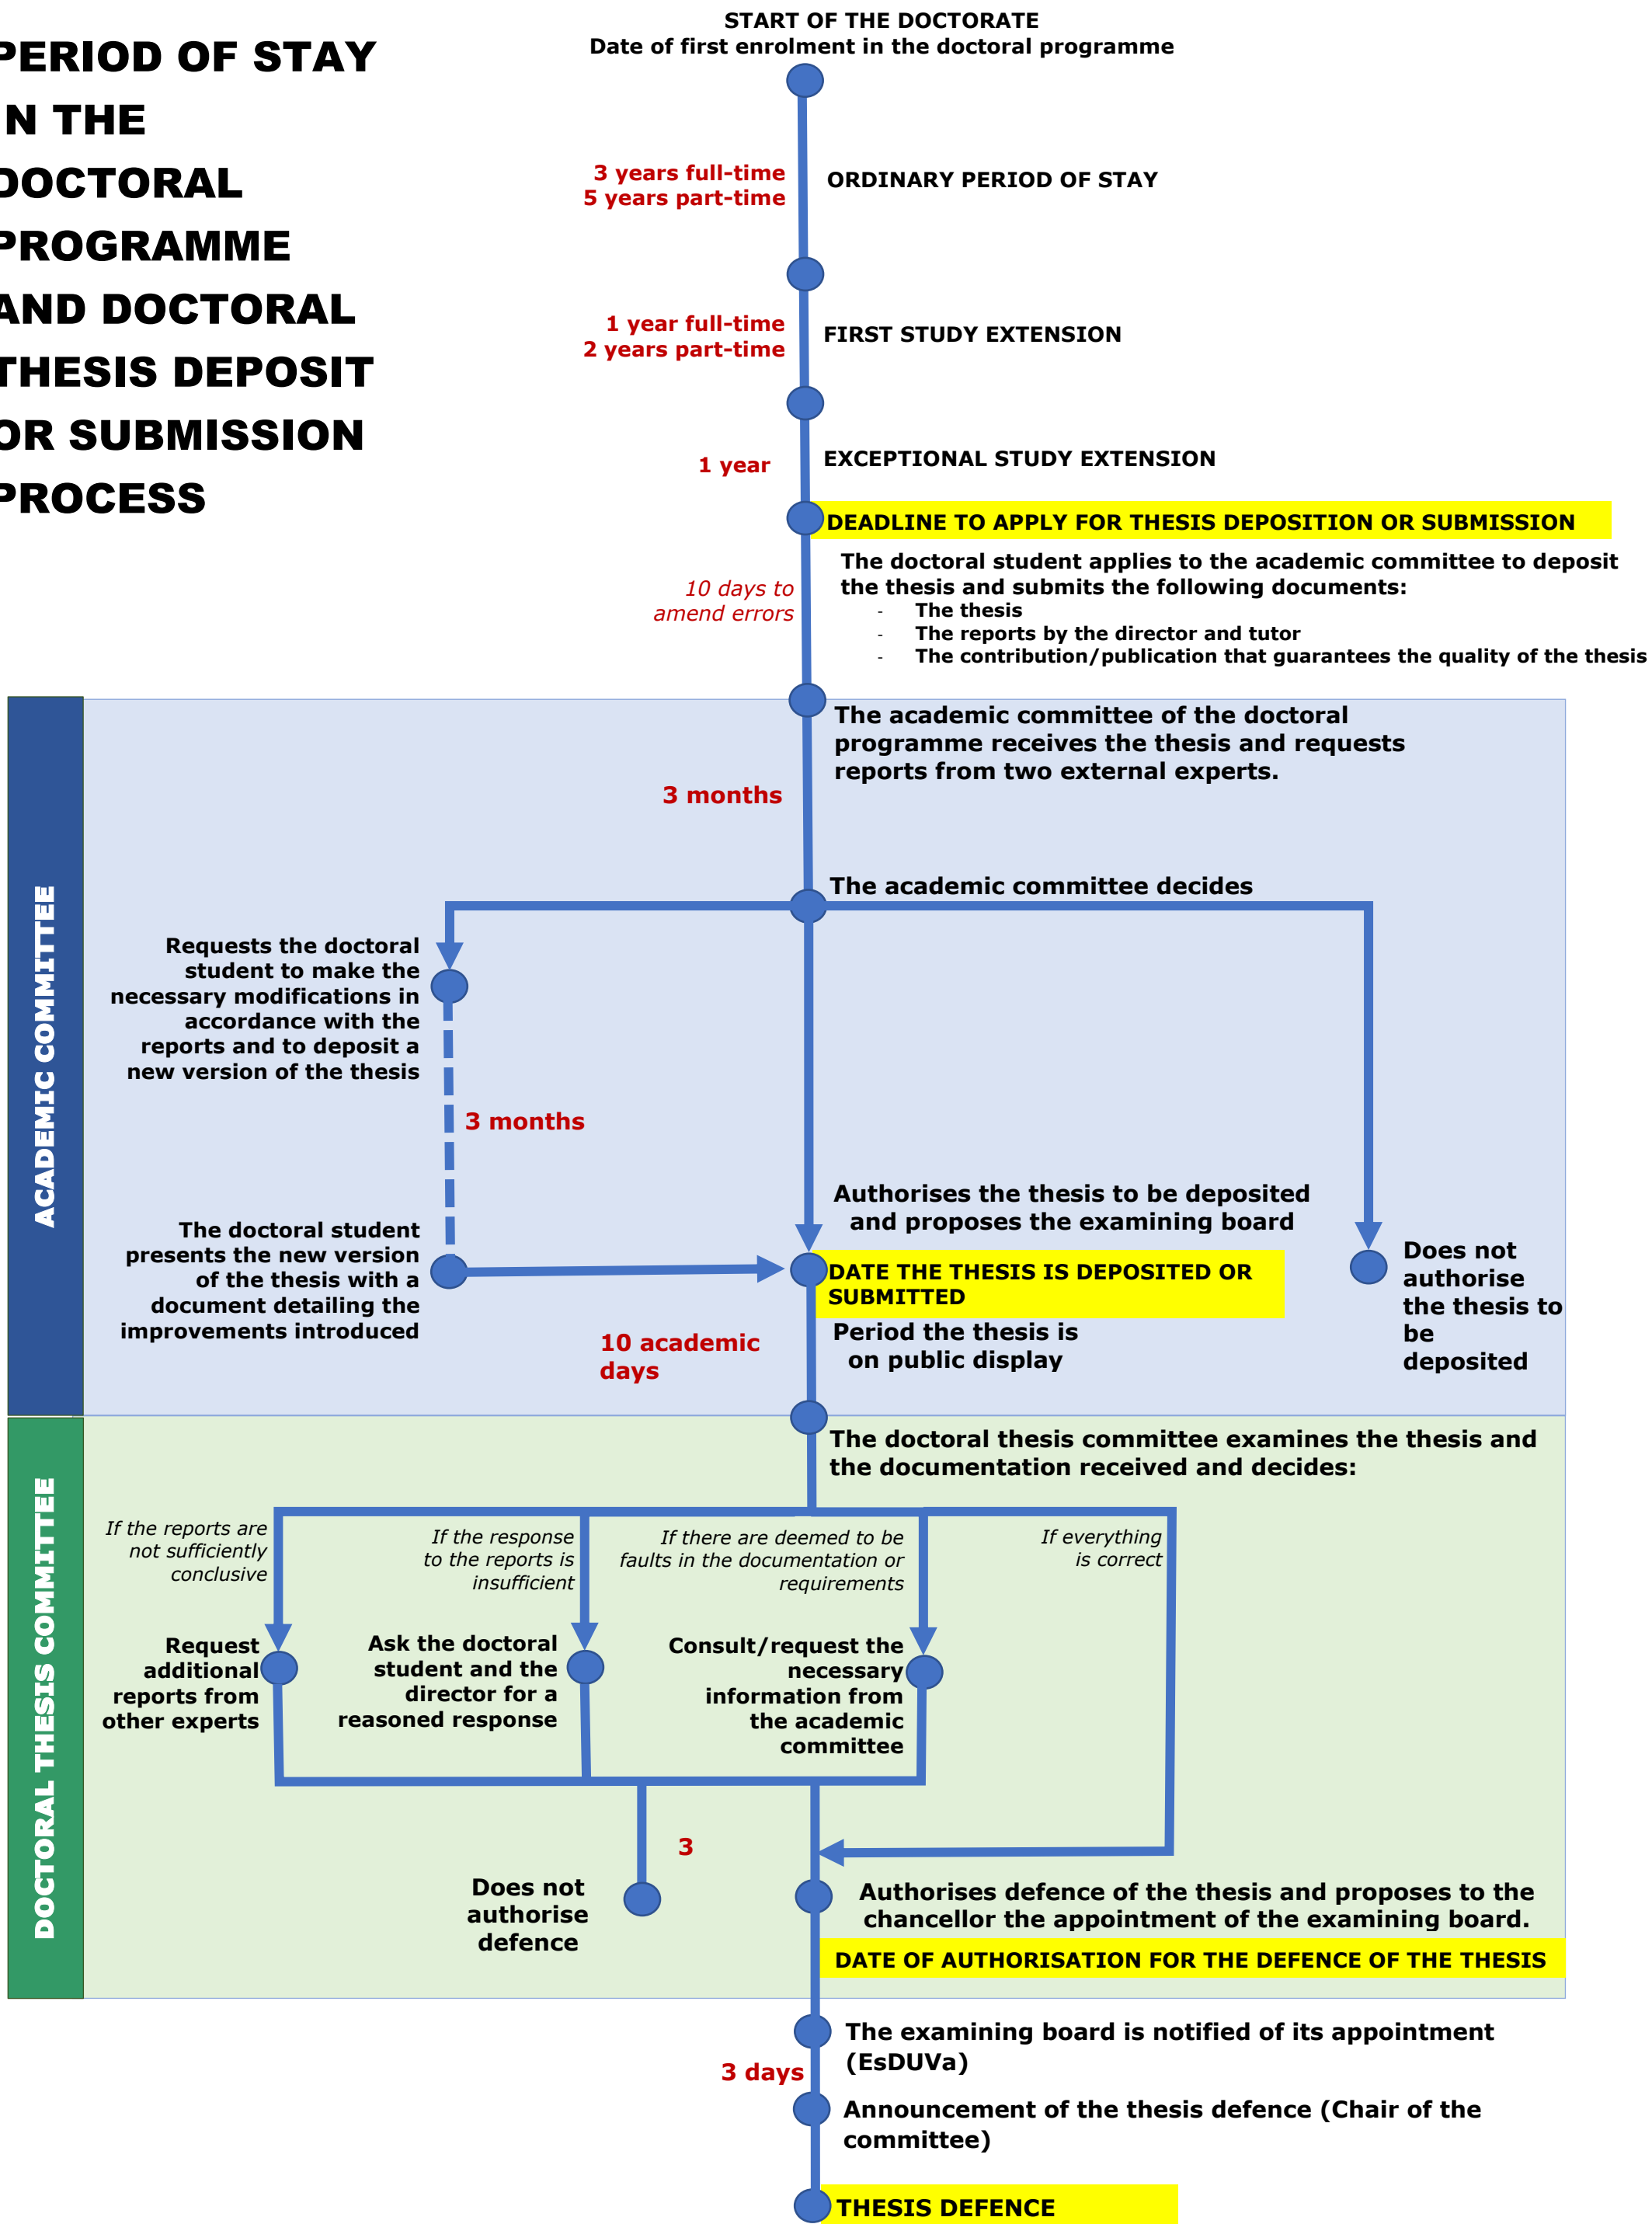 START OF THE DOCTORATE
Date of first enrolment in the doctoral programme
PERIOD OF STAY
IN THE
DOCTORAL
PROGRAMME
AND DOCTORAL
THESIS DEPOSIT
OR SUBMISSION
PROCESS
3 years full-time
5 years part-time
ORDINARY PERIOD OF STAY
1 year full-time
2 years part-time
FIRST STUDY EXTENSION
1 year
EXCEPTIONAL STUDY EXTENSION
DEADLINE TO APPLY FOR THESIS DEPOSITION OR SUBMISSION
10 days to
amend errors
The doctoral student applies to the academic committee to deposit
the thesis and submits the following documents:
- The thesis
- The reports by the director and tutor
- The contribution/publication that guarantees the quality of the thesis
ACADEMIC COMMITTEE
The academic committee of the doctoral
programme receives the thesis and requests
reports from two external experts.
3 months
The academic committee decides
Requests the doctoral
student to make the
necessary modifications in
accordance with the
reports and to deposit a
new version of the thesis
3 months
The doctoral student
presents the new version
of the thesis with a
document detailing the
improvements introduced
Authorises the thesis to be deposited
and proposes the examining board
DATE THE THESIS IS DEPOSITED OR
SUBMITTED
Period the thesis is
on public display
10 academic
days
Does not
authorise
the thesis to
be
deposited
DOCTORAL THESIS COMMITTEE
The doctoral thesis committee examines the thesis and
the documentation received and decides:
If the reports are
not sufficiently
conclusive
If the response
to the reports is
insufficient
If there are deemed to be
faults in the documentation or
requirements
If everything
is correct
Request
additional
reports from
other experts
Ask the doctoral
student and the
director for a
reasoned response
Consult/request the
necessary
information from
the academic
committee
3
Does not
authorise
defence
Authorises defence of the thesis and proposes to the
chancellor the appointment of the examining board.
DATE OF AUTHORISATION FOR THE DEFENCE OF THE THESIS
The examining board is notified of its appointment
(EsDUVa)
3 days
Announcement of the thesis defence (Chair of the
committee)
THESIS DEFENCE